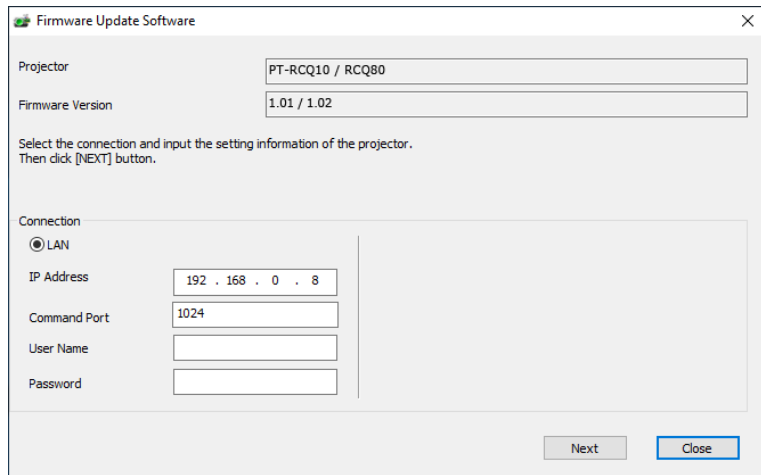 Firmware Update Software
Projector
PT-RCQ10 / RCQ80
Firmware Version
1.01 / 1.02
Select the connection and input the setting information of the projector.
Then click [NEXT] button.
Connection
LAN
IP Address
192 . 168 . 0 . 8
Command Port
1024
User Name
Password
Next
Close